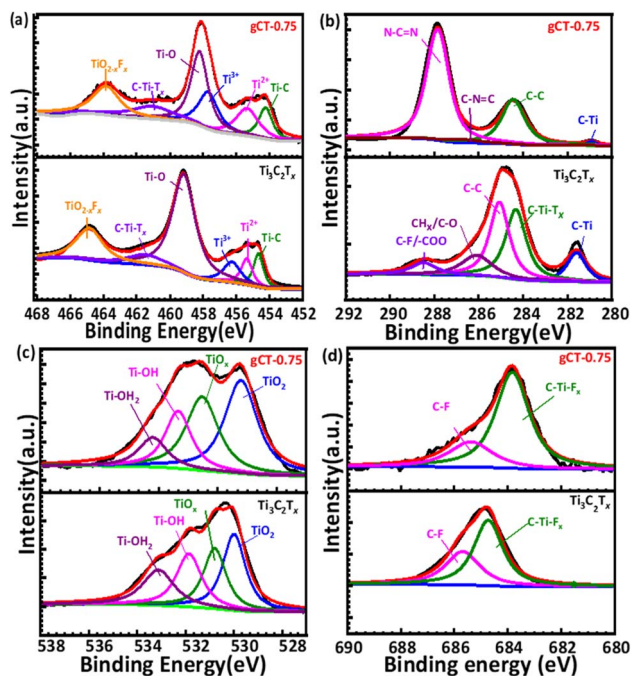 (a)
gCT-0.75
Ti-O
TiO2-xFx
C-Ti-Tx
Ti3+
Ti2+
Ti-C
Ti3C2Tx
Ti-O
TiO2-xFx
C-Ti-Tx
Ti3+
Ti2+
Ti-C
Intensity(a.u.)
468 466 464 462 460 458 456 454 452
Binding Energy(eV)
(b)
gCT-0.75
N-C=N
C-N=C
C-C
C-Ti
Ti3C2Tx
C-C
CHX/C-O
C-F/-COO
C-Ti-Tx
C-Ti
Intensity(a.u.)
292 290 288 286 284 282 280
Binding Energy(eV)
(c)
gCT-0.75
Ti-OH
TiOx
Ti-OH2
TiO2
Ti3C2Tx
TiOx
Ti-OH
TiO2
Ti-OH2
Intensity(a.u.)
538 536 534 532 530 528
Binding Energy(eV)
(d)
gCT-0.75
C-Ti-Fx
C-F
Ti3C2Tx
C-F
C-Ti-Fx
Intensity(a.u.)
690 688 686 684 682 680
Binding energy (eV)